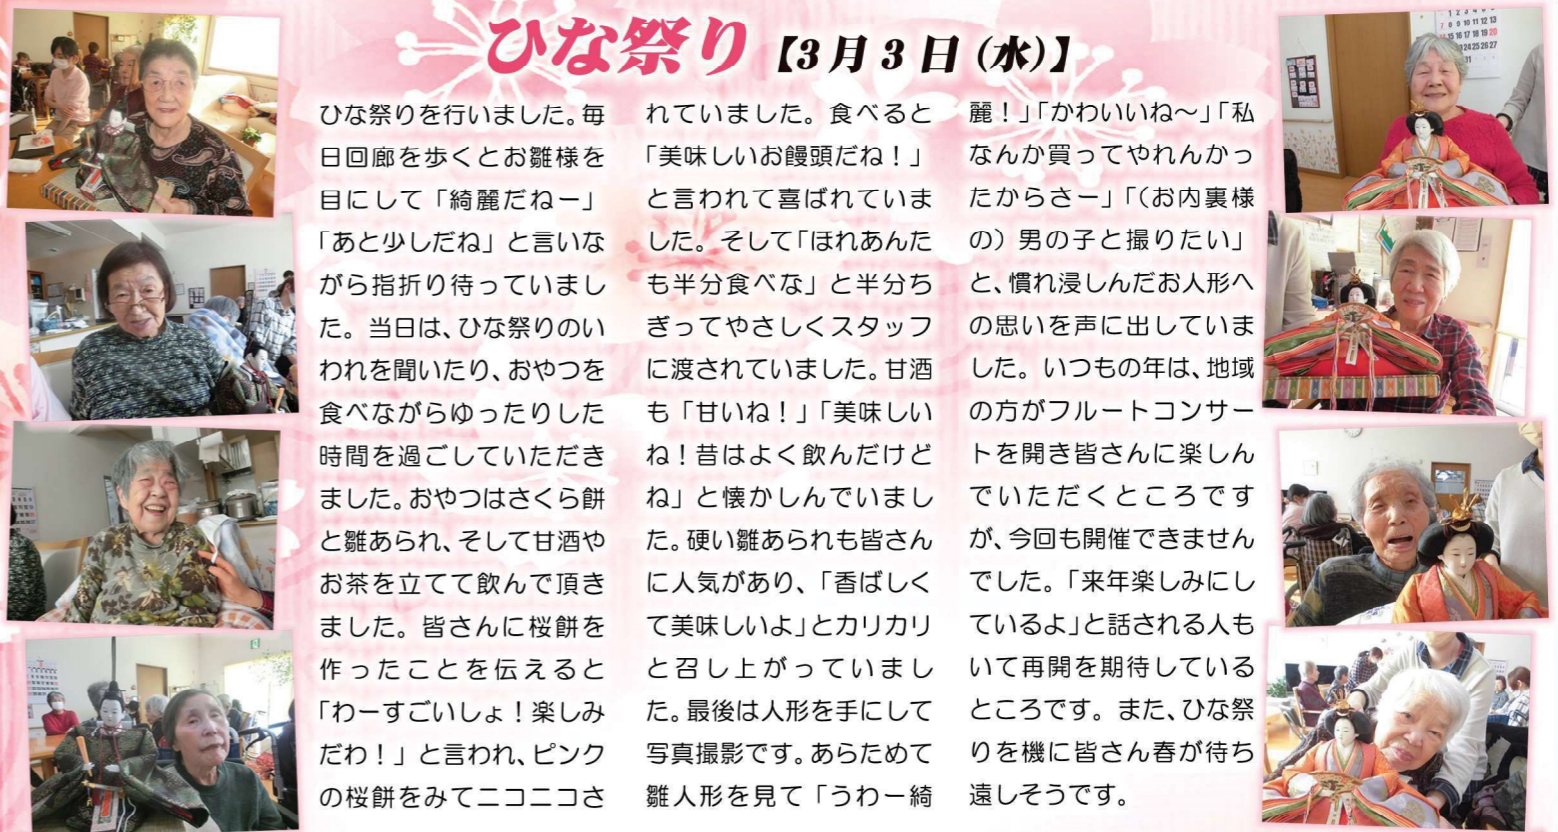 ひな祭り【3月3日(水)】
ひな祭りを行いました。毎
日回廊を歩くとお雛様を
目にして「綺麗だねー」
「あと少しだね」と言いな
がら指折り待っていまし
た。当日は、ひな祭りのい
われを聞いたり、おやつを
食べながらゆったりした
時間を過ごしていただき
ました。おやつはさくら餅
と雛あられ、そして甘酒や
お茶を立てて飲んで頂き
ました。皆さんに桜餅を
作ったことを伝えると
「わーすごいしょ!楽しみ
だわ!」と言われ、ピンク
の桜餅をみてニコニコさ
れていました。食べると
「美味しいお饅頭だね!」
と言われて喜ばれていま
した。そして「ほれあんた
も半分食べな」と半分ち
ぎってやさしくスタッフ
に渡されていました。甘酒
も「甘いね!」「美味しい
ね!昔はよく飲んだけど
ね」と懐かしんでいまし
た。硬い雛あられも皆さん
に人気があり、「香ばしく
て美味しいよ」とカリカリ
と召し上がっていまし
た。最後は人形を手にして
写真撮影です。あらためて
雛人形を見て「うわー綺
麗!」「かわいいね〜」「私
なんか買ってやれんかっ
たからさー」「(お内裏様
の)男の子と撮りたい」
と、慣れ浸しんだお人形へ
の思いを声に出していま
した。いつもの年は、地域
の方がフルートコンサー
トを開き皆さんに楽しん
でいただくところです
が、今回も開催できません
でした。「来年楽しみにし
ているよ」と話される人も
いて再開を期待している
ところです。また、ひな祭
りを機に皆さん春が待ち
遠しそうです。